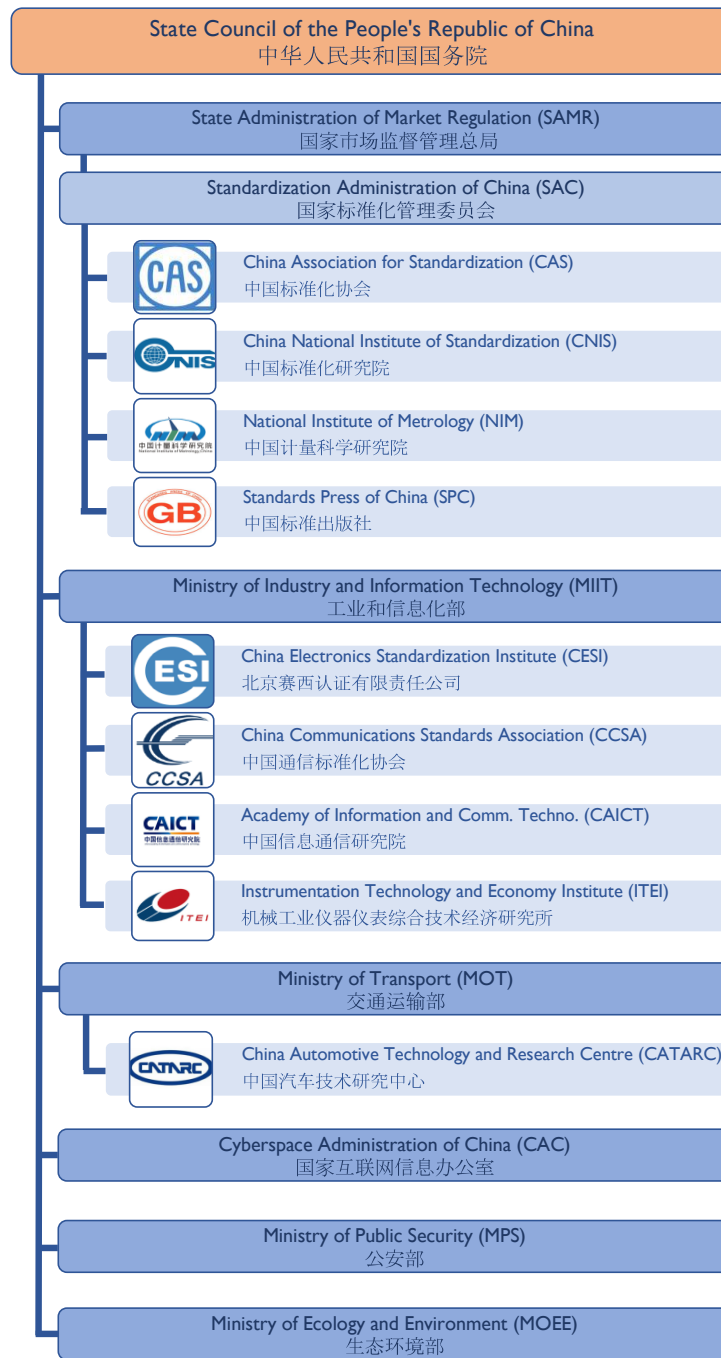 State Council of the People's Republic of China
中华人民共和国国务院
State Administration of Market Regulation (SAMR)
国家市场监督管理总局
Standardization Administration of China (SAC)
国家标准化管理委员会
CAS
China Association for Standardization (CAS)
中国标准化协会
CNIS
China National Institute of Standardization (CNIS)
中国标准化研究院
NIM
中国计量科学研究院
National Institute of Metrology, China
National Institute of Metrology (NIM)
中国计量科学研究院
GB
Standards Press of China (SPC)
中国标准出版社
Ministry of Industry and Information Technology (MIIT)
工业和信息化部
CESI
China Electronics Standardization Institute (CESI)
北京赛西认证有限责任公司
CCSA
China Communications Standards Association (CCSA)
中国通信标准化协会
CAICT
中国信息通信研究院
Academy of Information and Comm. Techno. (CAICT)
中国信息通信研究院
ITEI
Instrumentation Technology and Economy Institute (ITEI)
机械工业仪器仪表综合技术经济研究所
Ministry of Transport (MOT)
交通运输部
CATARC
China Automotive Technology and Research Centre (CATARC)
中国汽车技术研究中心
Cyberspace Administration of China (CAC)
国家互联网信息办公室
Ministry of Public Security (MPS)
公安部
Ministry of Ecology and Environment (MOEE)
生态环境部